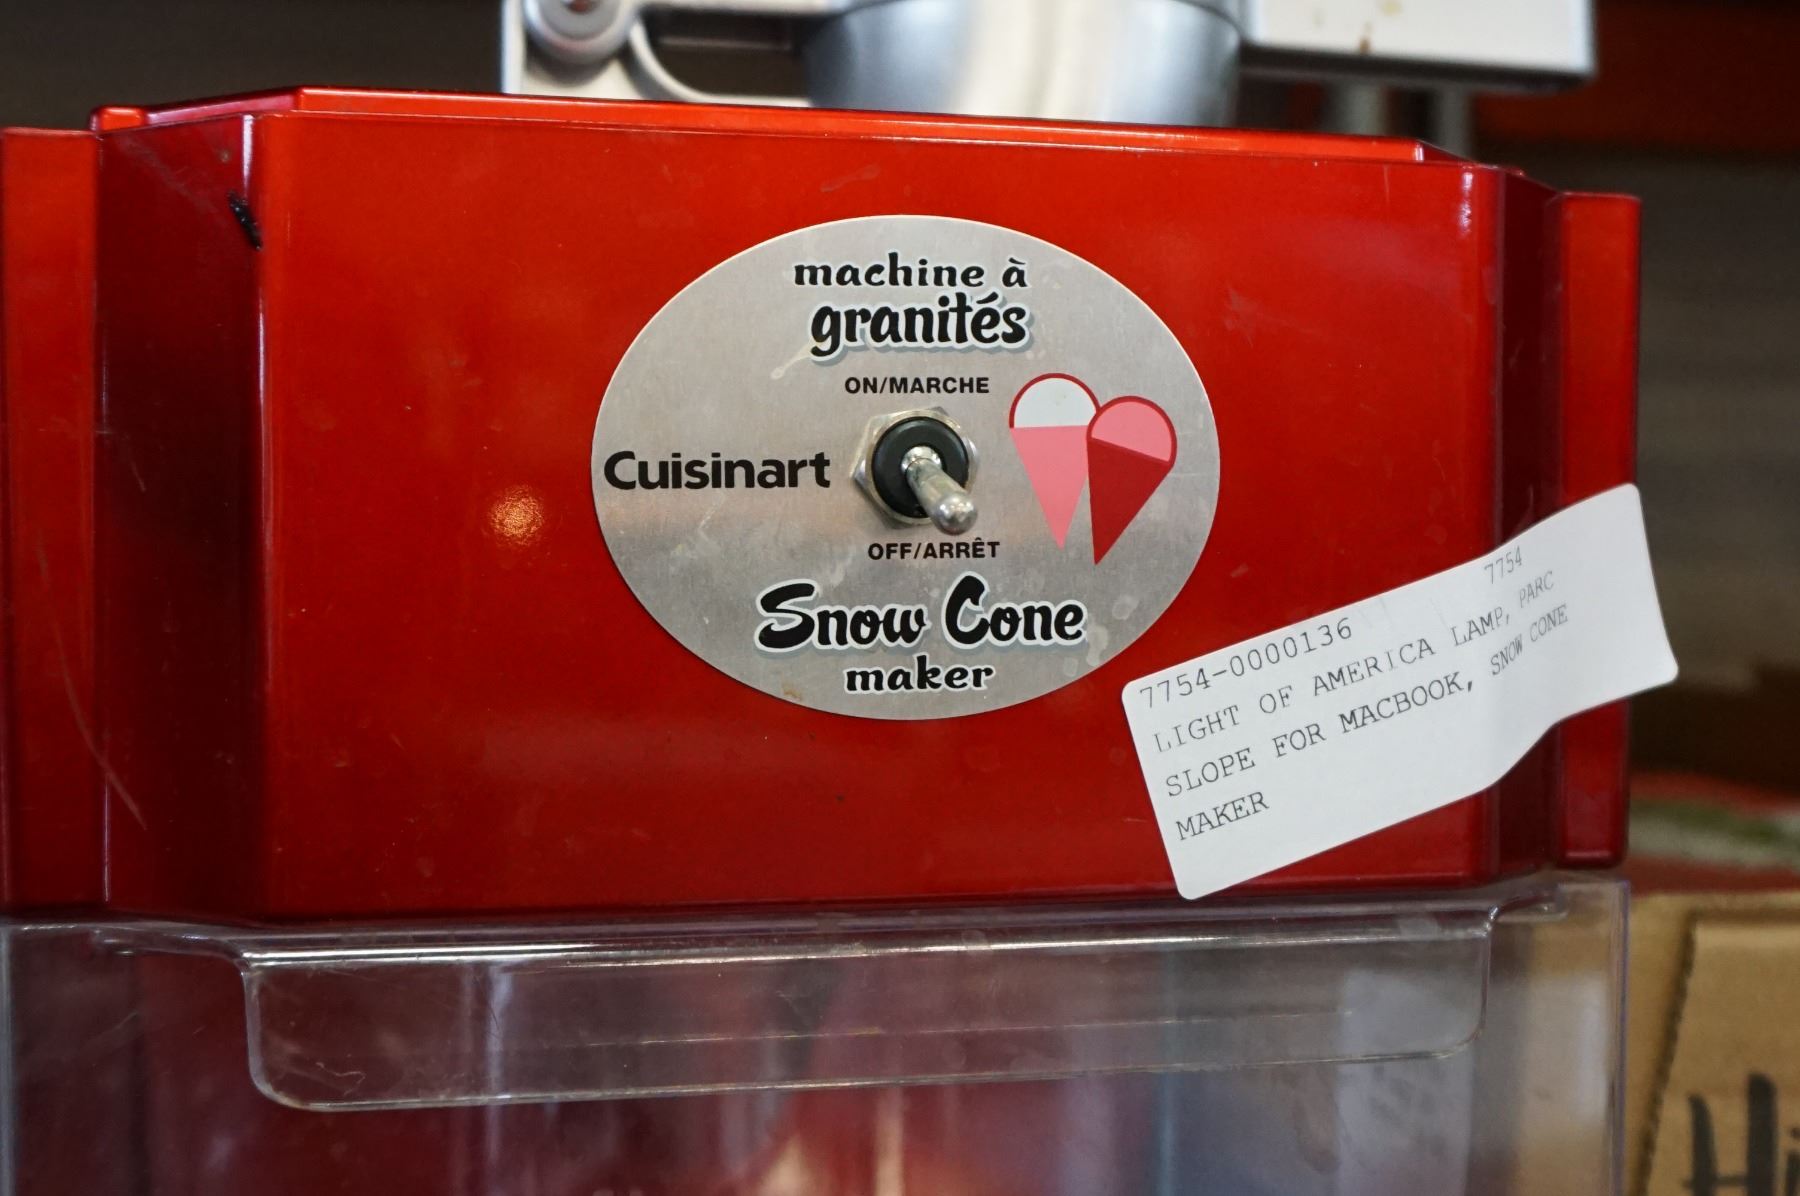 machine à
granités
ON/MARCHE
Cuisinart
OFF/ARRÊT
Snow Cone
maker
7754-0000136 7754
LIGHT OF AMERICA LAMP, PARC
SLOPE FOR MACBOOK, SNOW CONE
MAKER